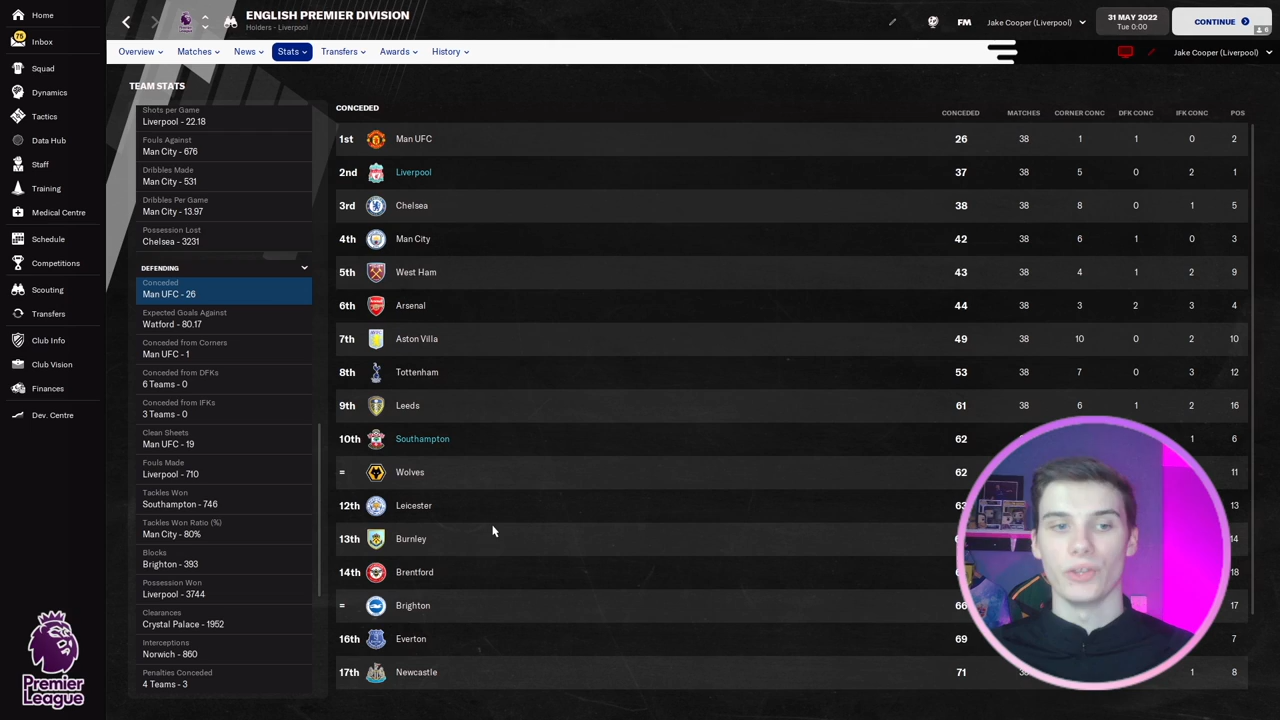 Home
75
Inbox
Squad
Dynamics
Tactics
Data Hub
Staff
Training
Medical Centre
Schedule
Competitions
Scouting
Transfers
Club Info
Club Vision
Finances
Dev. Centre
Premier
League
ENGLISH PREMIER DIVISION
Holders - Liverpool
FM
Jake Cooper (Liverpool)
31 MAY 2022
Tue 0:00
CONTINUE
0
Overview
Matches
News
Stats
Transfers
Awards
History
Jake Cooper (Liverpool)
TEAM STATS
Shots per Game
Liverpool - 22.18
Fouls Against
Man City - 676
Dribbles Made
Man City - 531
Dribbles Per Game
Man City - 13.97
Possession Lost
Chelsea - 3231
DEFENDING
Conceded
Man UFC - 26
Expected Goals Against
Watford - 80.17
Conceded from Corners
Man UFC - 1
Conceded from DFKs
6 Teams - 0
Conceded from IFKs
3 Teams - 0
Clean Sheets
Man UFC - 19
Fouls Made
Liverpool - 710
Tackles Won
Southampton - 746
Tackles Won Ratio (%)
Man City - 80%
Blocks
Brighton - 393
Possession Won
Liverpool - 3744
Clearances
Crystal Palace - 1952
Interceptions
Norwich - 860
Penalties Conceded
4 Teams - 3
CONCEDED
CONCEDED MATCHES CORNER CONC DFK CONC IFK CONC POS
1st Man UFC 26 38 1 1 0 2
2nd Liverpool 37 38 5 0 2 1
3rd Chelsea 38 38 8 0 1 5
4th Man City 42 38 6 1 0 3
5th West Ham 43 38 4 1 2 9
6th Arsenal 44 38 3 2 3 4
7th Aston Villa 49 38 10 0 2 10
8th Tottenham 53 38 7 0 3 12
9th Leeds 61 38 6 1 2 16
10th Southampton 62 1 6
= Wolves 62 11
12th Leicester 63 13
13th Burnley 14
14th Brentford 18
= Brighton 66 17
16th Everton 69 7
17th Newcastle 71 1 8